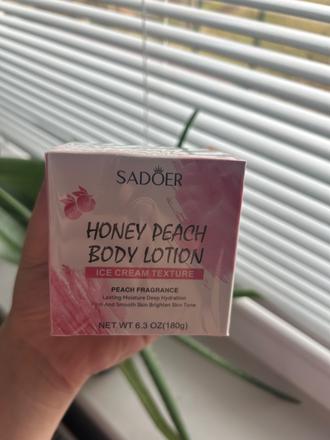 SADOER
HONEY PEACH
BODY LOTION
ICE CREAM TEXTURE
PEACH FRAGRANCE
Lasting Moisture Deep Hydration
And Smooth Skin Brighten Skin Tone
NET WT 6.3 OZ(180g)